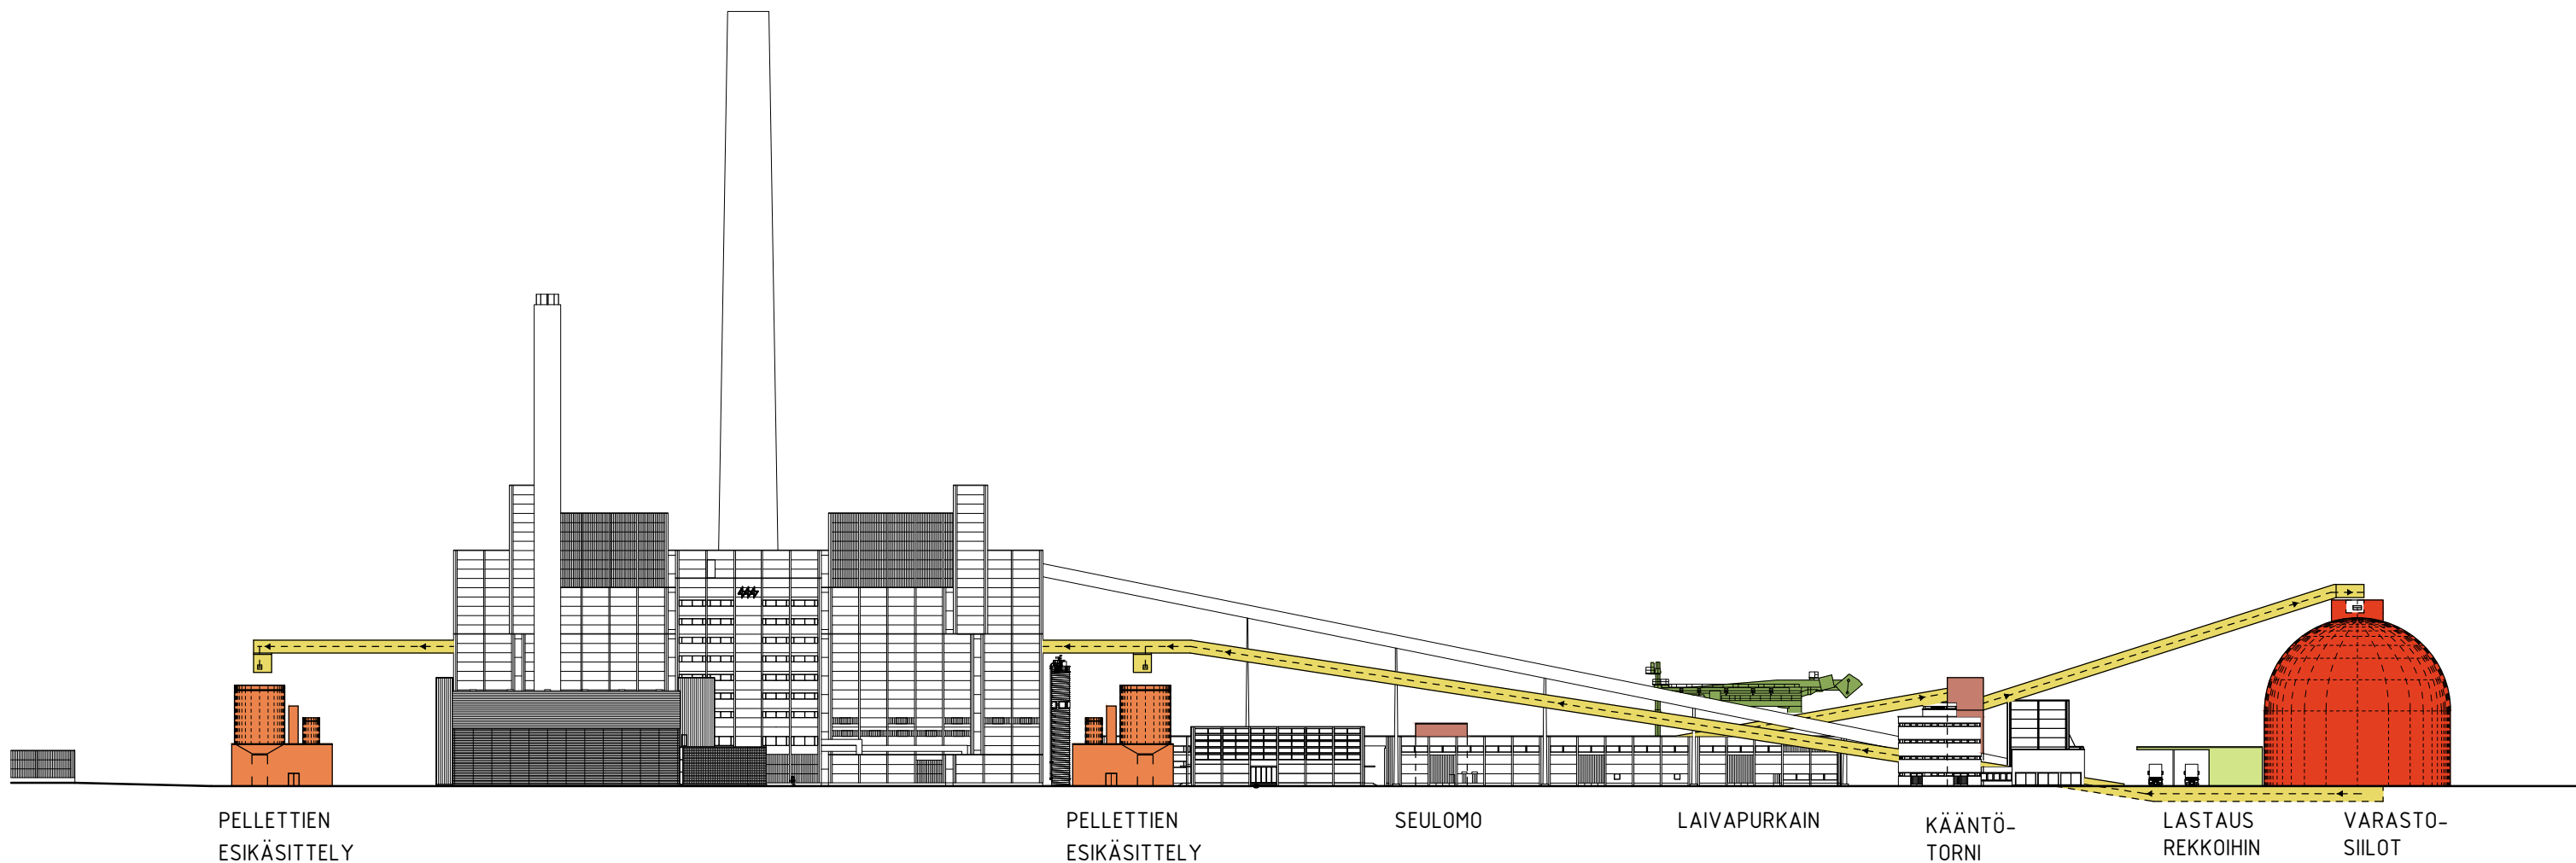 PELLETTIEN
ESIKÄSITTELY
PELLETTIEN
ESIKÄSITTELY
SEULOMO
LAIVAPURKAIN
KÄÄNTÖ-
TORNI
LASTAUS
REKKOIHIN
VARASTO-
SIILOT